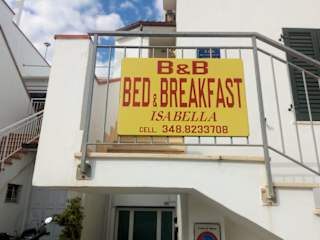 B&B
BED & BREAKFAST
ISABELLA
CELL. 348.8233708